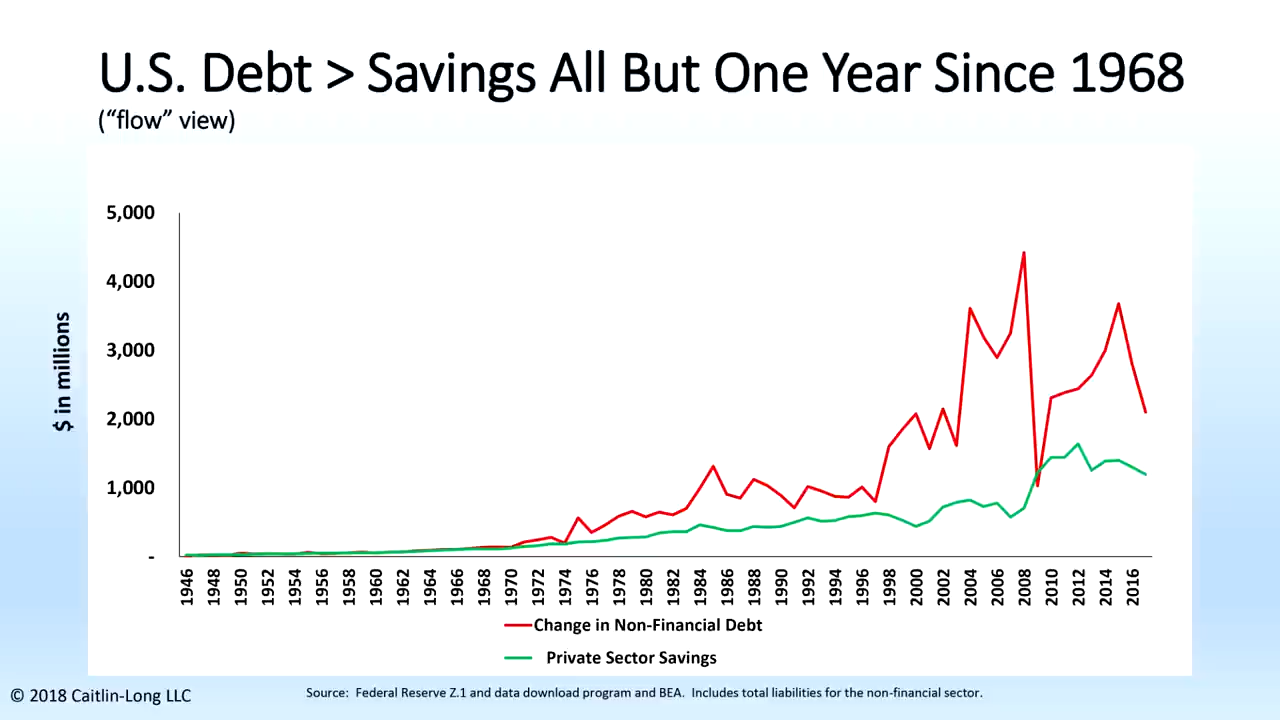 U.S. Debt > Savings All But One Year Since 1968
(“flow” view)
$ in millions
5,000
4,000
3,000
2,000
1,000
-
1946 1948 1950 1952 1954 1956 1958 1960 1962 1964 1966 1968 1970 1972 1974 1976 1978 1980 1982 1984 1986 1988 1990 1992 1994 1996 1998 2000 2002 2004 2006 2008 2010 2012 2014 2016
Change in Non-Financial Debt
Private Sector Savings
© 2018 Caitlin-Long LLC
Source: Federal Reserve Z.1 and data download program and BEA. Includes total liabilities for the non-financial sector.